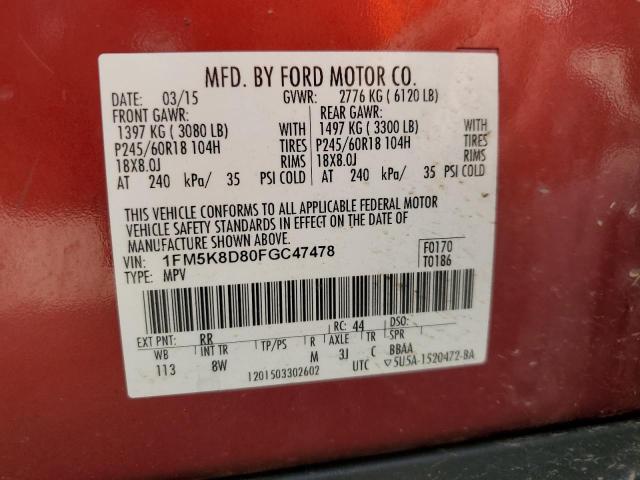 MFD. BY FORD MOTOR CO.
DATE: 03/15 GVWR: 2776 KG ( 6120 LB)
FRONT GAWR: REAR GAWR:
1397 KG ( 3080 LB) WITH 1497 KG ( 3300 LB) WITH
P245/60R18 104H TIRES P245/60R18 104H TIRES
18X8.0J RIMS 18X8.0J RIMS
AT 240 kPa/ 35 PSI COLD AT 240 kPa/ 35 PSI COLD
THIS VEHICLE CONFORMS TO ALL APPLICABLE FEDERAL MOTOR
VEHICLE SAFETY STANDARDS IN EFFECT ON THE DATE OF
MANUFACTURE SHOWN ABOVE.
VIN: 1FM5K8D80FGC47478 F0170
TYPE: MPV T0186
EXT PNT: RR RC: 44 DSO:
WB INT TR TP/PS R AXLE TR SPR
113 8W M 3J C BBAA
1201503302602 UTC ▽5U5A-1520472-BA